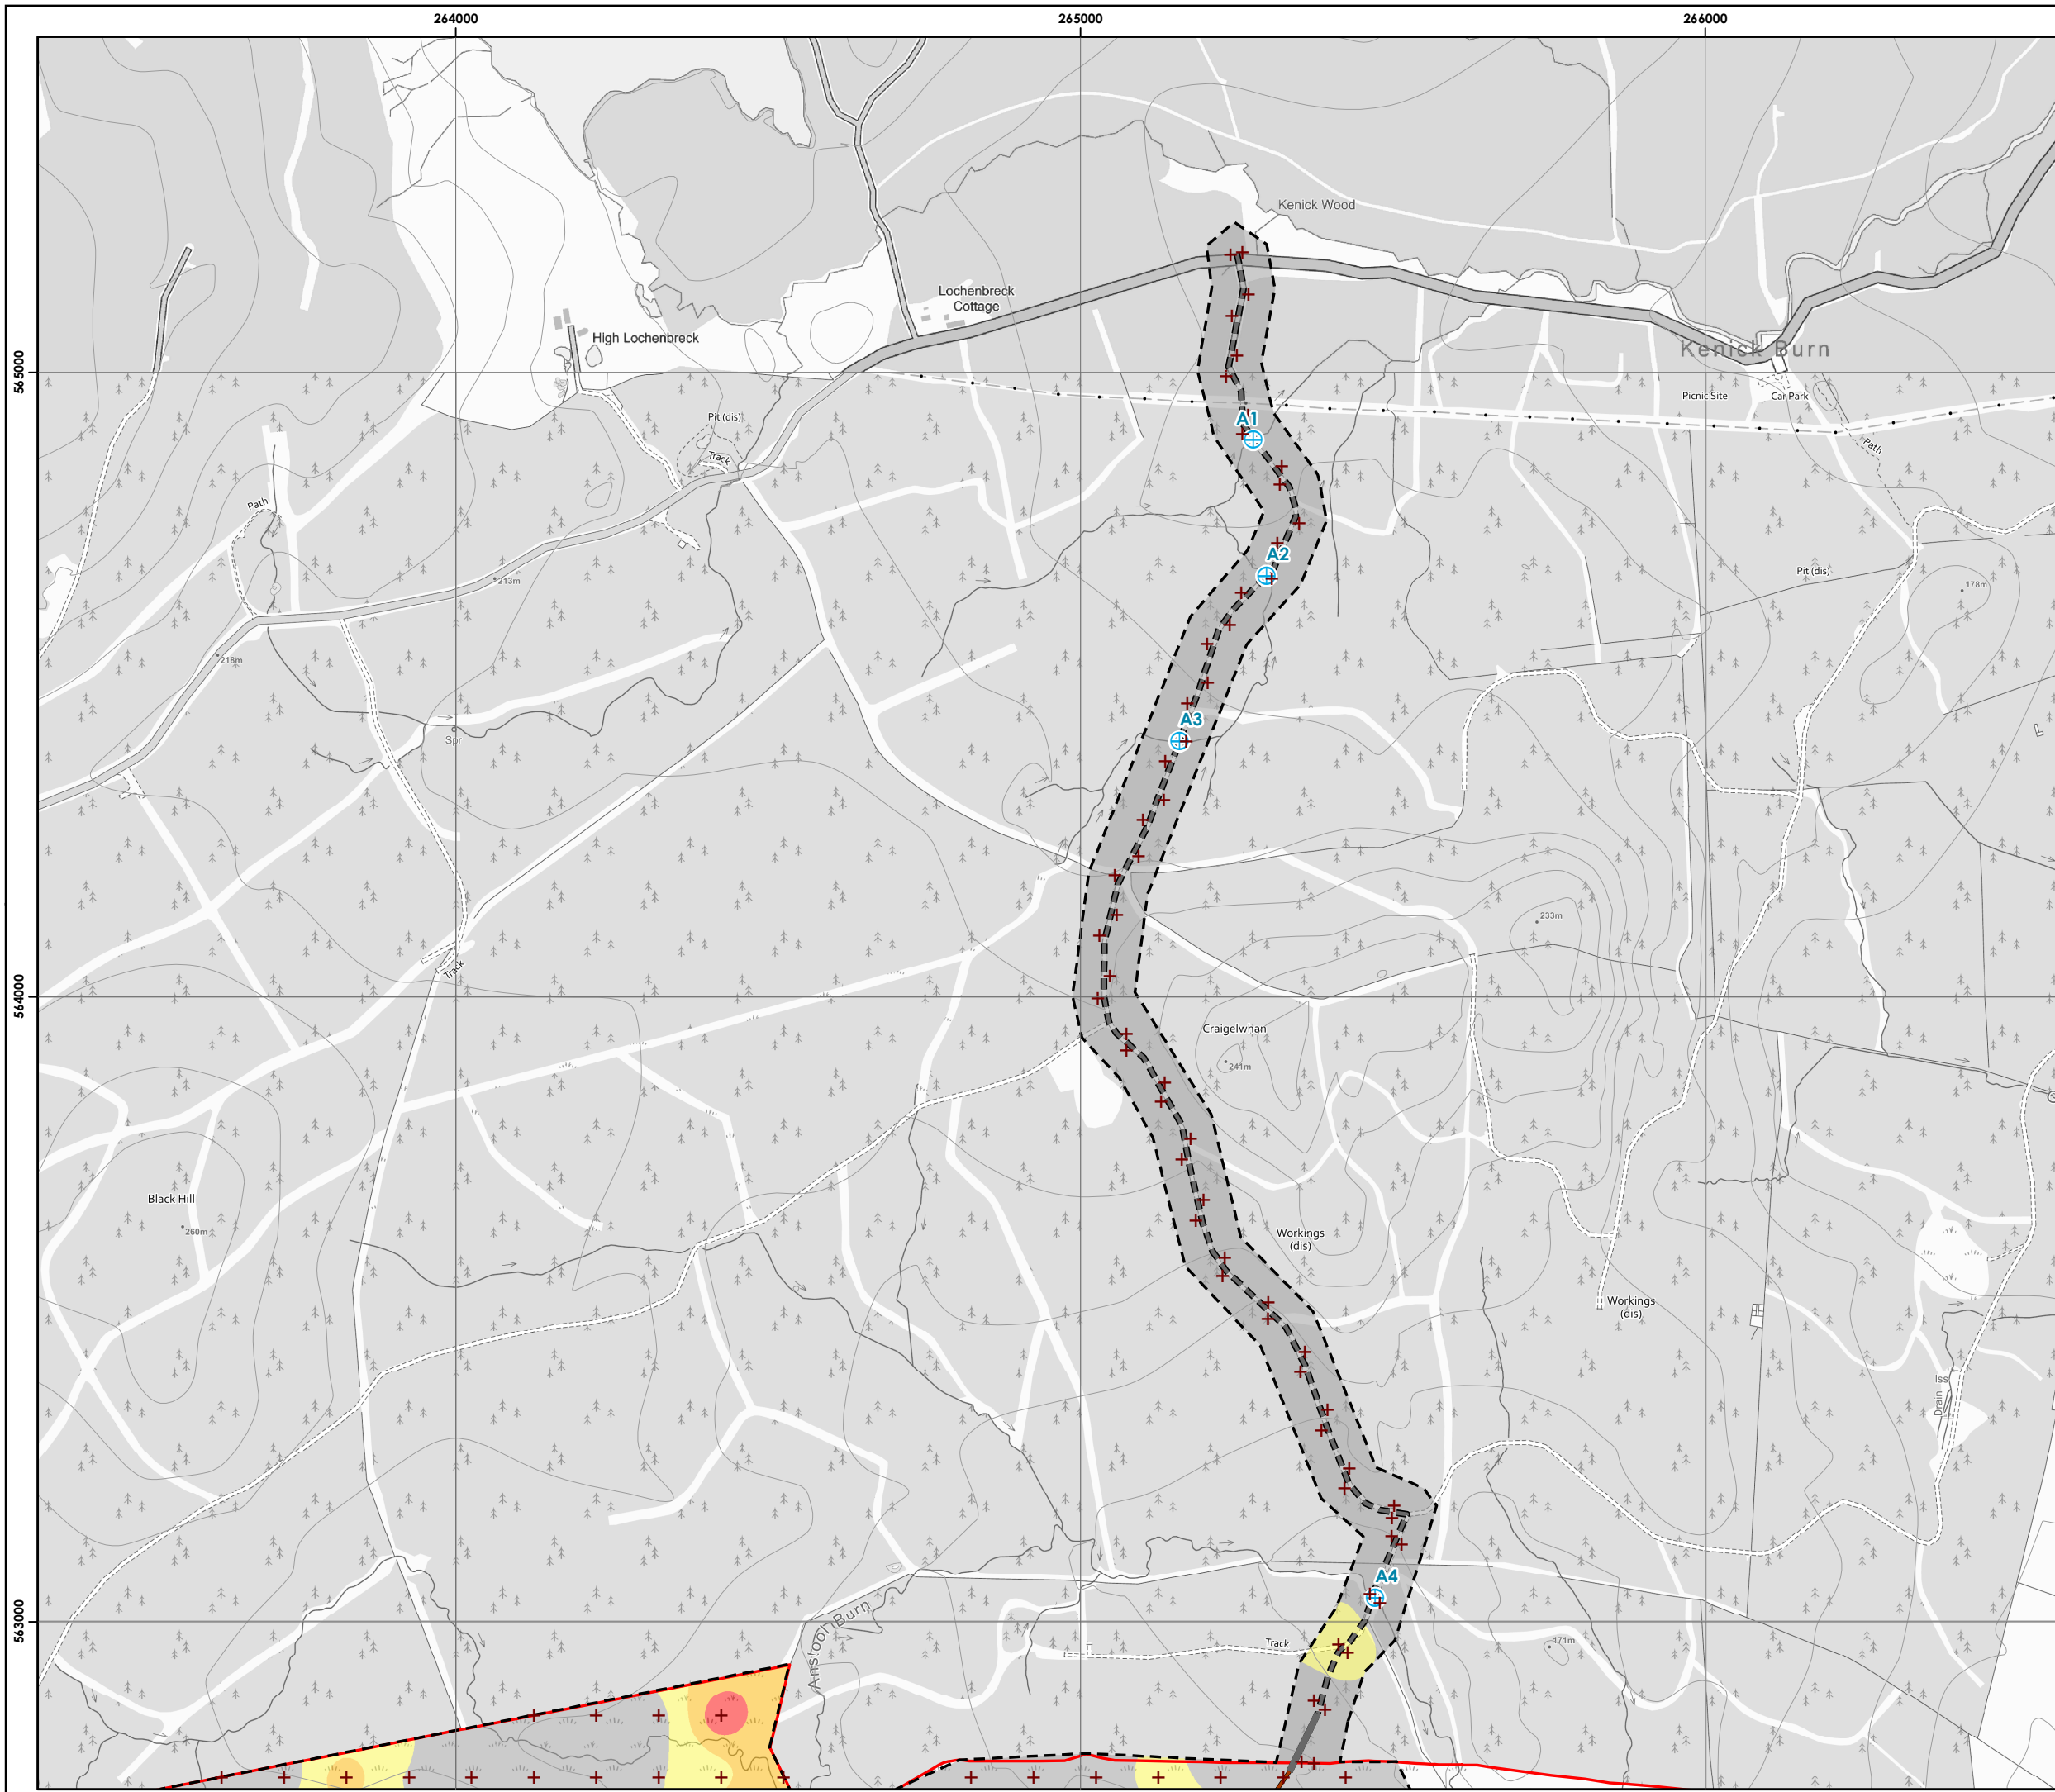 264000
265000
266000
Kenick Wood
Lochenbreck
Cottage
High Lochenbreck
Kenick Burn
565000
Picnic Site
Car Park
Pit (dis)
A1
Path
Track
Path
A2
Pit (dis)
213m
178m
218m
A3
Spr
233m
Track
564000
Craigelwhan
241m
Black Hill
260m
Workings
(dis)
Workings
(dis)
Iss
Drain
A4
563000
Anstool Burn
Track
171m